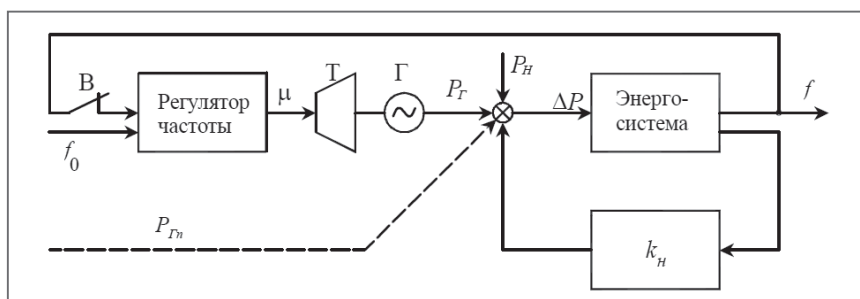 В
Регулятор
частоты
μ
Т
Г
P_Г
P_Н
ΔP
Энерго-
система
f
f_0
P_Гп
k_н